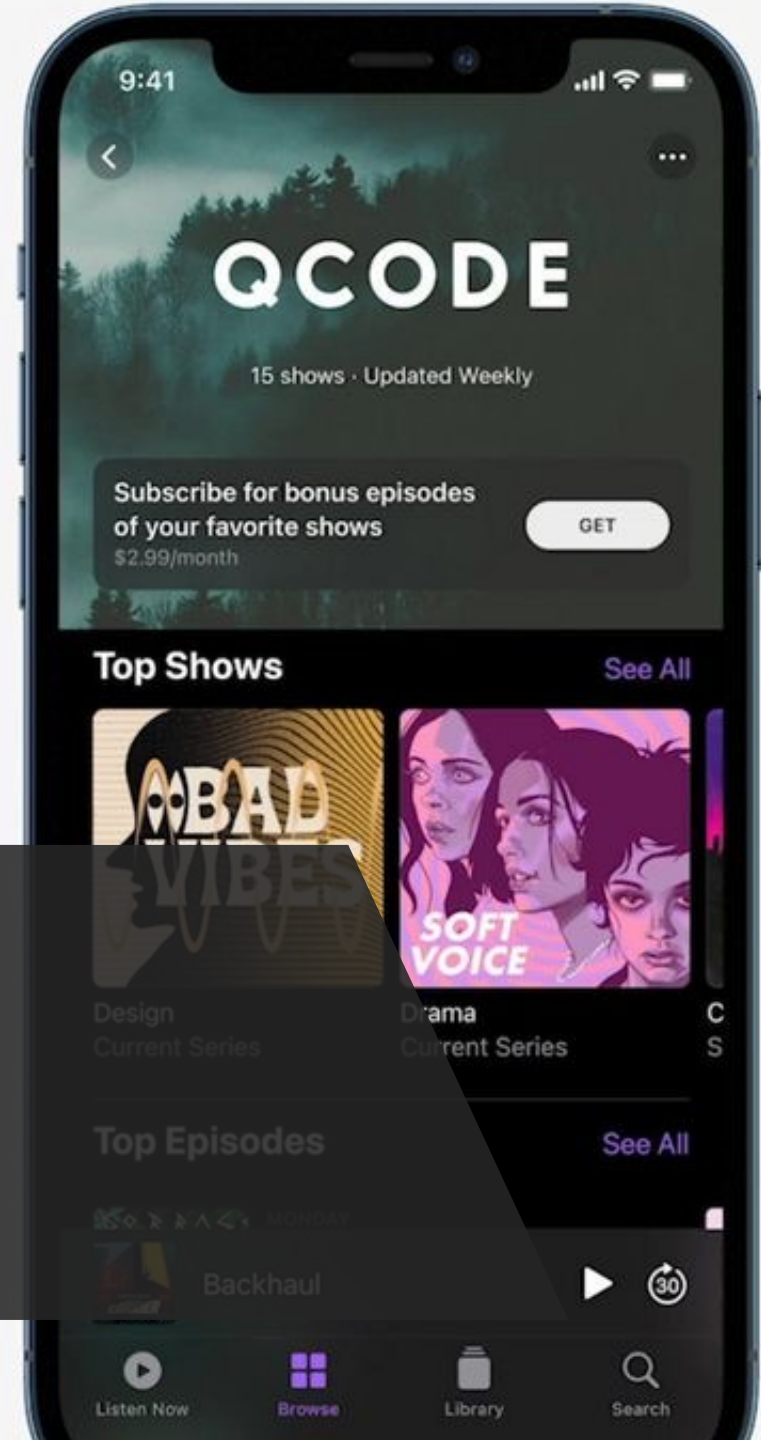 9:41
QCODE
15 shows · Updated Weekly
Subscribe for bonus episodes
of your favorite shows
$2.99/month
GET
Top Shows
See All
BAD
VIBES
SOFT
VOICE
Design
Drama
C
Current Series
Current Series
S
Top Episodes
See All
MONDAY
Backhaul
30
Listen Now
Browse
Library
Search